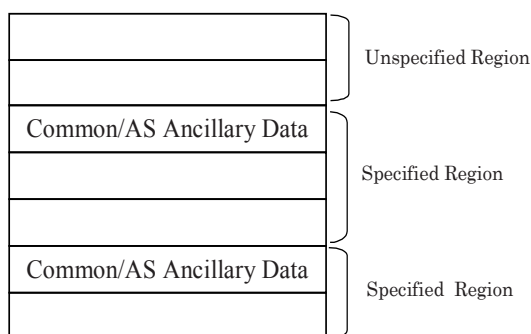 Unspecified Region
Common/AS Ancillary Data
Specified Region
Common/AS Ancillary Data
Specified Region